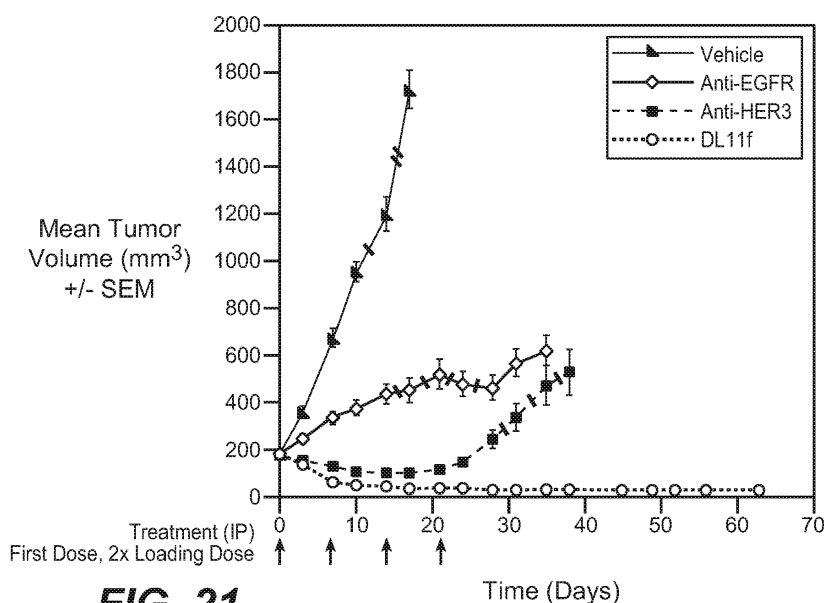 2000
1800
1600
1400
1200
1000
800
600
400
200
0
Mean Tumor
Volume (mm³)
+/- SEM
Vehicle
Anti-EGFR
Anti-HER3
DL11f
0 10 20 30 40 50 60 70
Treatment (IP)
First Dose, 2x Loading Dose
Time (Days)
FIG. 21